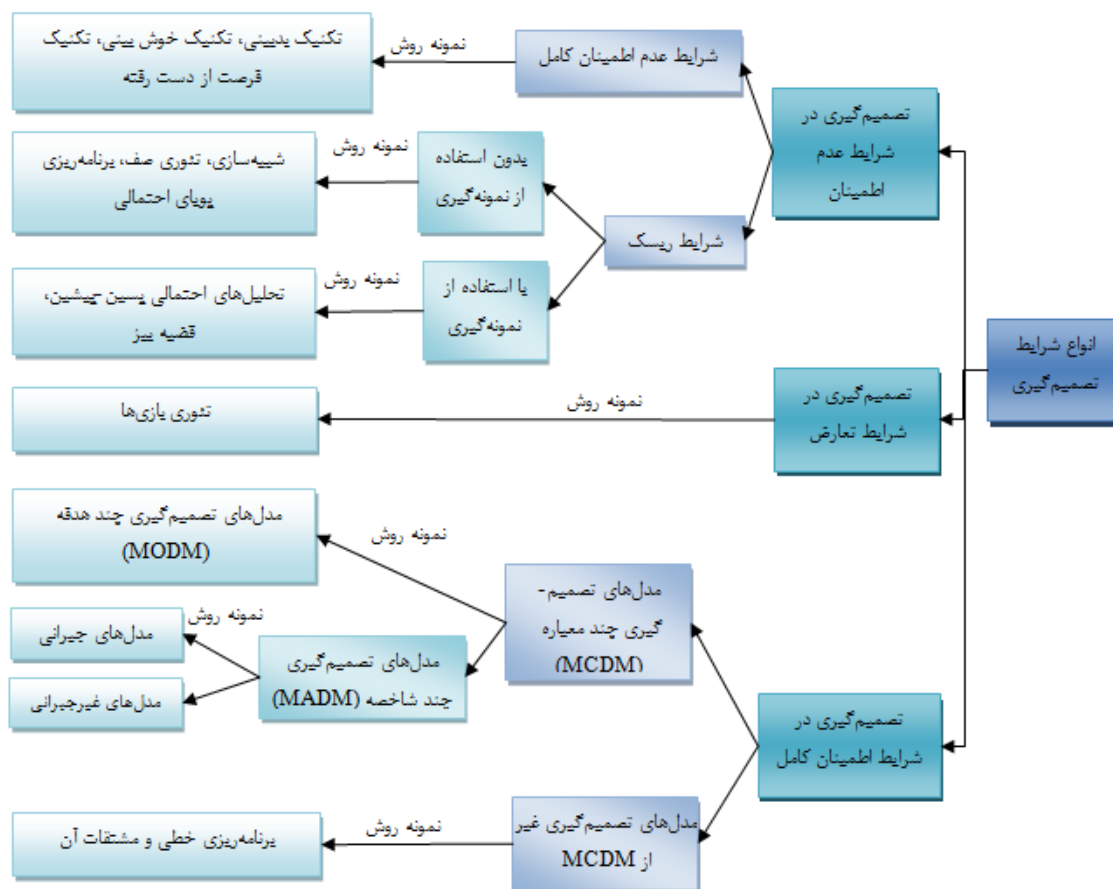 انواع شرایط
تصمیم‌گیری
تصمیم‌گیری در
شرایط عدم
اطمینان
شرایط عدم اطمینان کامل
نمونه روش
تکنیک بدبینی، تکنیک خوش بینی، تکنیک
فرصت از دست رفته
شرایط ریسک
بدون استفاده
از نمونه‌گیری
نمونه روش
شبیه‌سازی، تئوری صف، برنامه‌ریزی
پویای احتمالی
با استفاده از
نمونه‌گیری
نمونه روش
تحلیل‌های احتمالی پسین-پیشین،
قضیه بیز
تصمیم‌گیری در
شرایط تعارض
نمونه روش
تئوری بازی‌ها
تصمیم‌گیری در
شرایط اطمینان کامل
مدل‌های تصمیم-
گیری چند معیاره
(MCDM)
نمونه روش
مدل‌های تصمیم‌گیری چند هدفه
(MODM)
مدل‌های تصمیم‌گیری
چند شاخصه (MADM)
نمونه روش
مدل‌های جبرانی
مدل‌های غیرجبرانی
مدل‌های تصمیم‌گیری غیر
از MCDM
نمونه روش
برنامه‌ریزی خطی و مشتقات آن